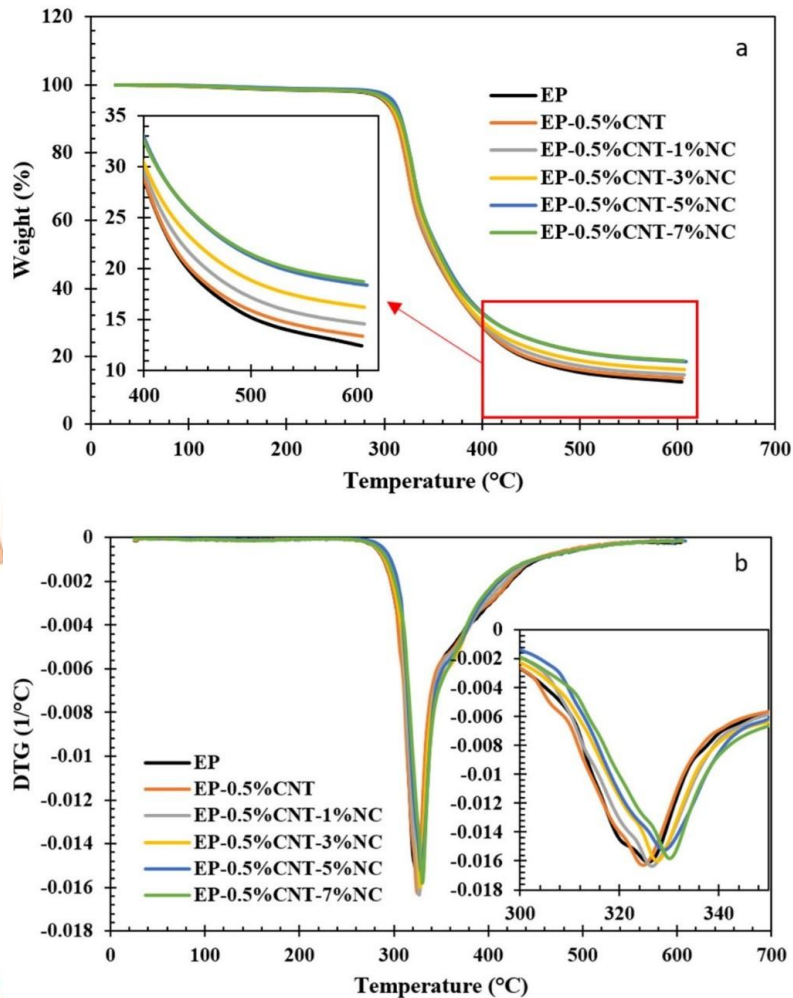 a
120
100
80
60
40
20
0
Weight (%)
EP
EP-0.5%CNT
EP-0.5%CNT-1%NC
EP-0.5%CNT-3%NC
EP-0.5%CNT-5%NC
EP-0.5%CNT-7%NC
35
30
25
20
15
10
400 500 600
0 100 200 300 400 500 600 700
Temperature (°C)
b
0
-0.002
-0.004
-0.006
-0.008
-0.01
-0.012
-0.014
-0.016
-0.018
DTG (1/°C)
EP
EP-0.5%CNT
EP-0.5%CNT-1%NC
EP-0.5%CNT-3%NC
EP-0.5%CNT-5%NC
EP-0.5%CNT-7%NC
0
-0.002
-0.004
-0.006
-0.008
-0.01
-0.012
-0.014
-0.016
-0.018
300 320 340
0 100 200 300 400 500 600 700
Temperature (°C)